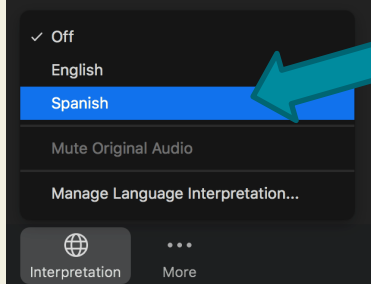 Off
English
Spanish
Mute Original Audio
Manage Language Interpretation...
Interpretation
More